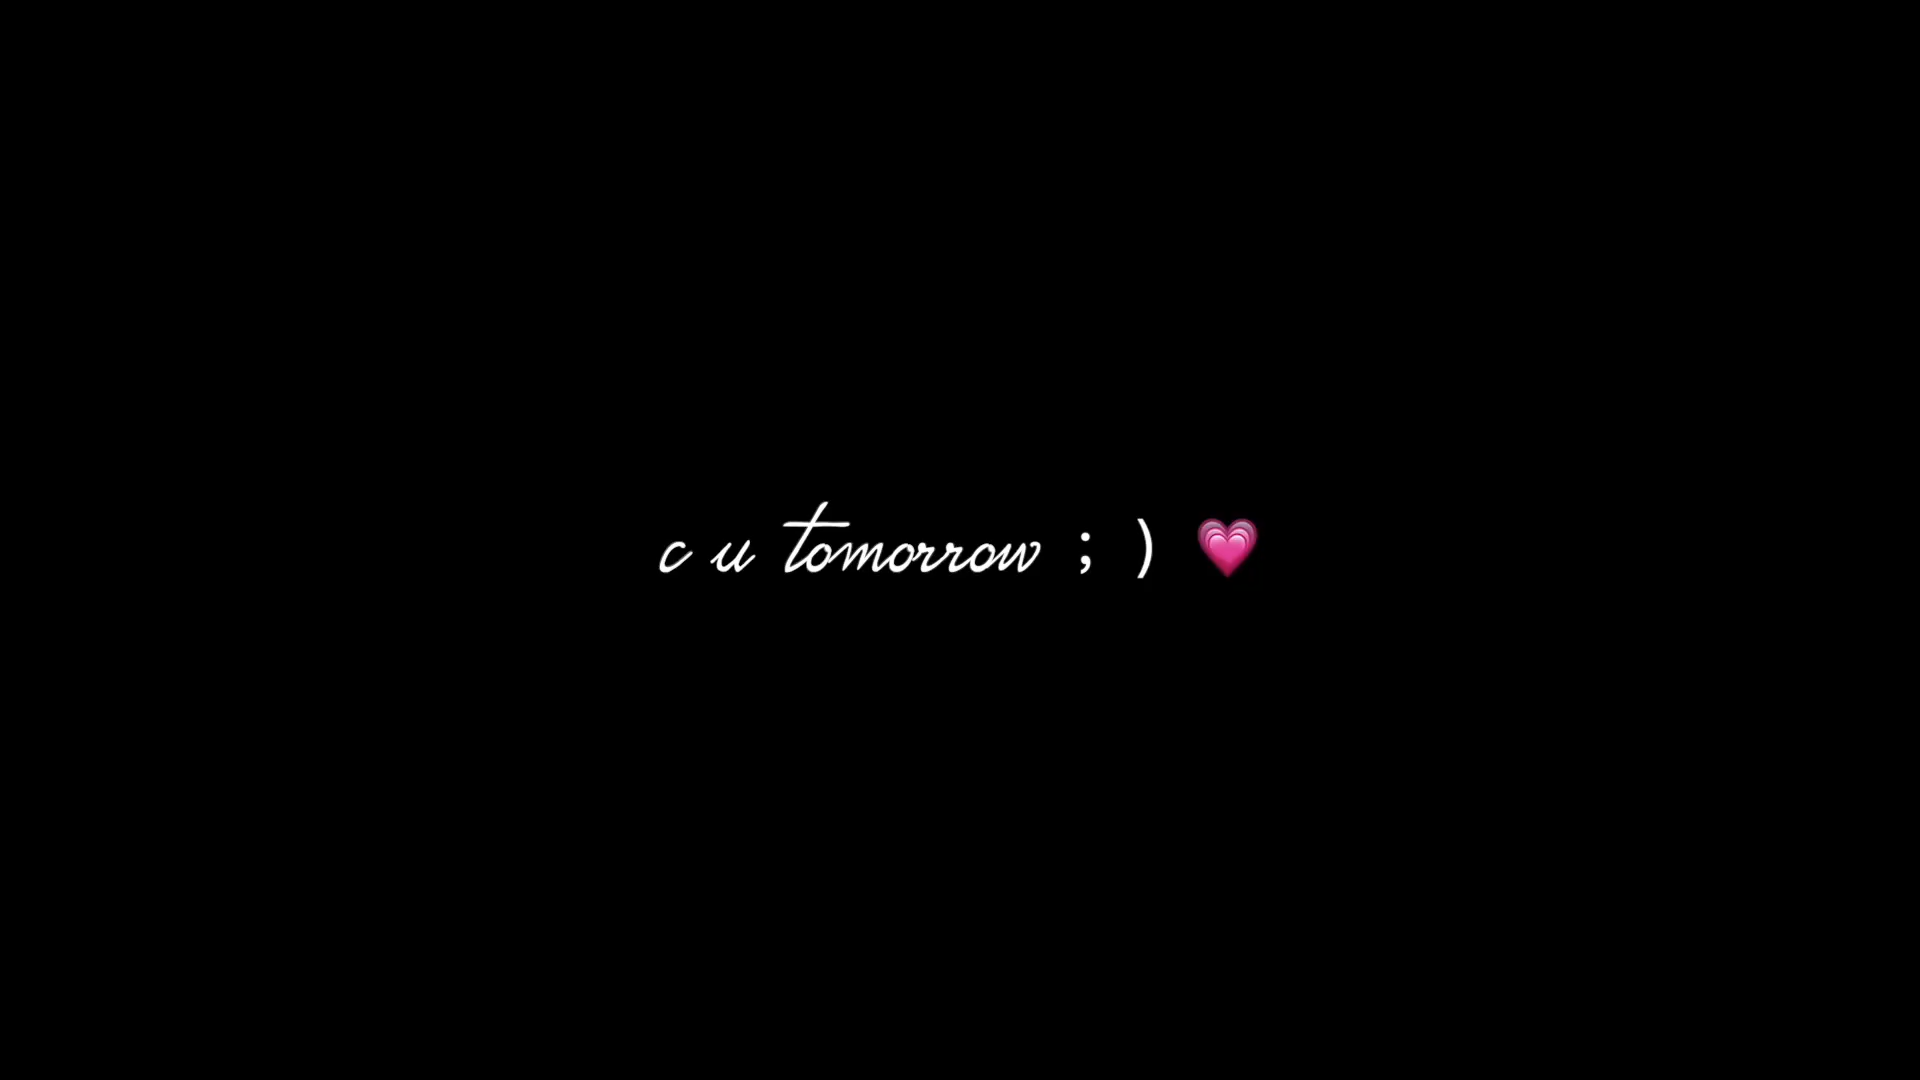 c u tomorrow ; ) 💗